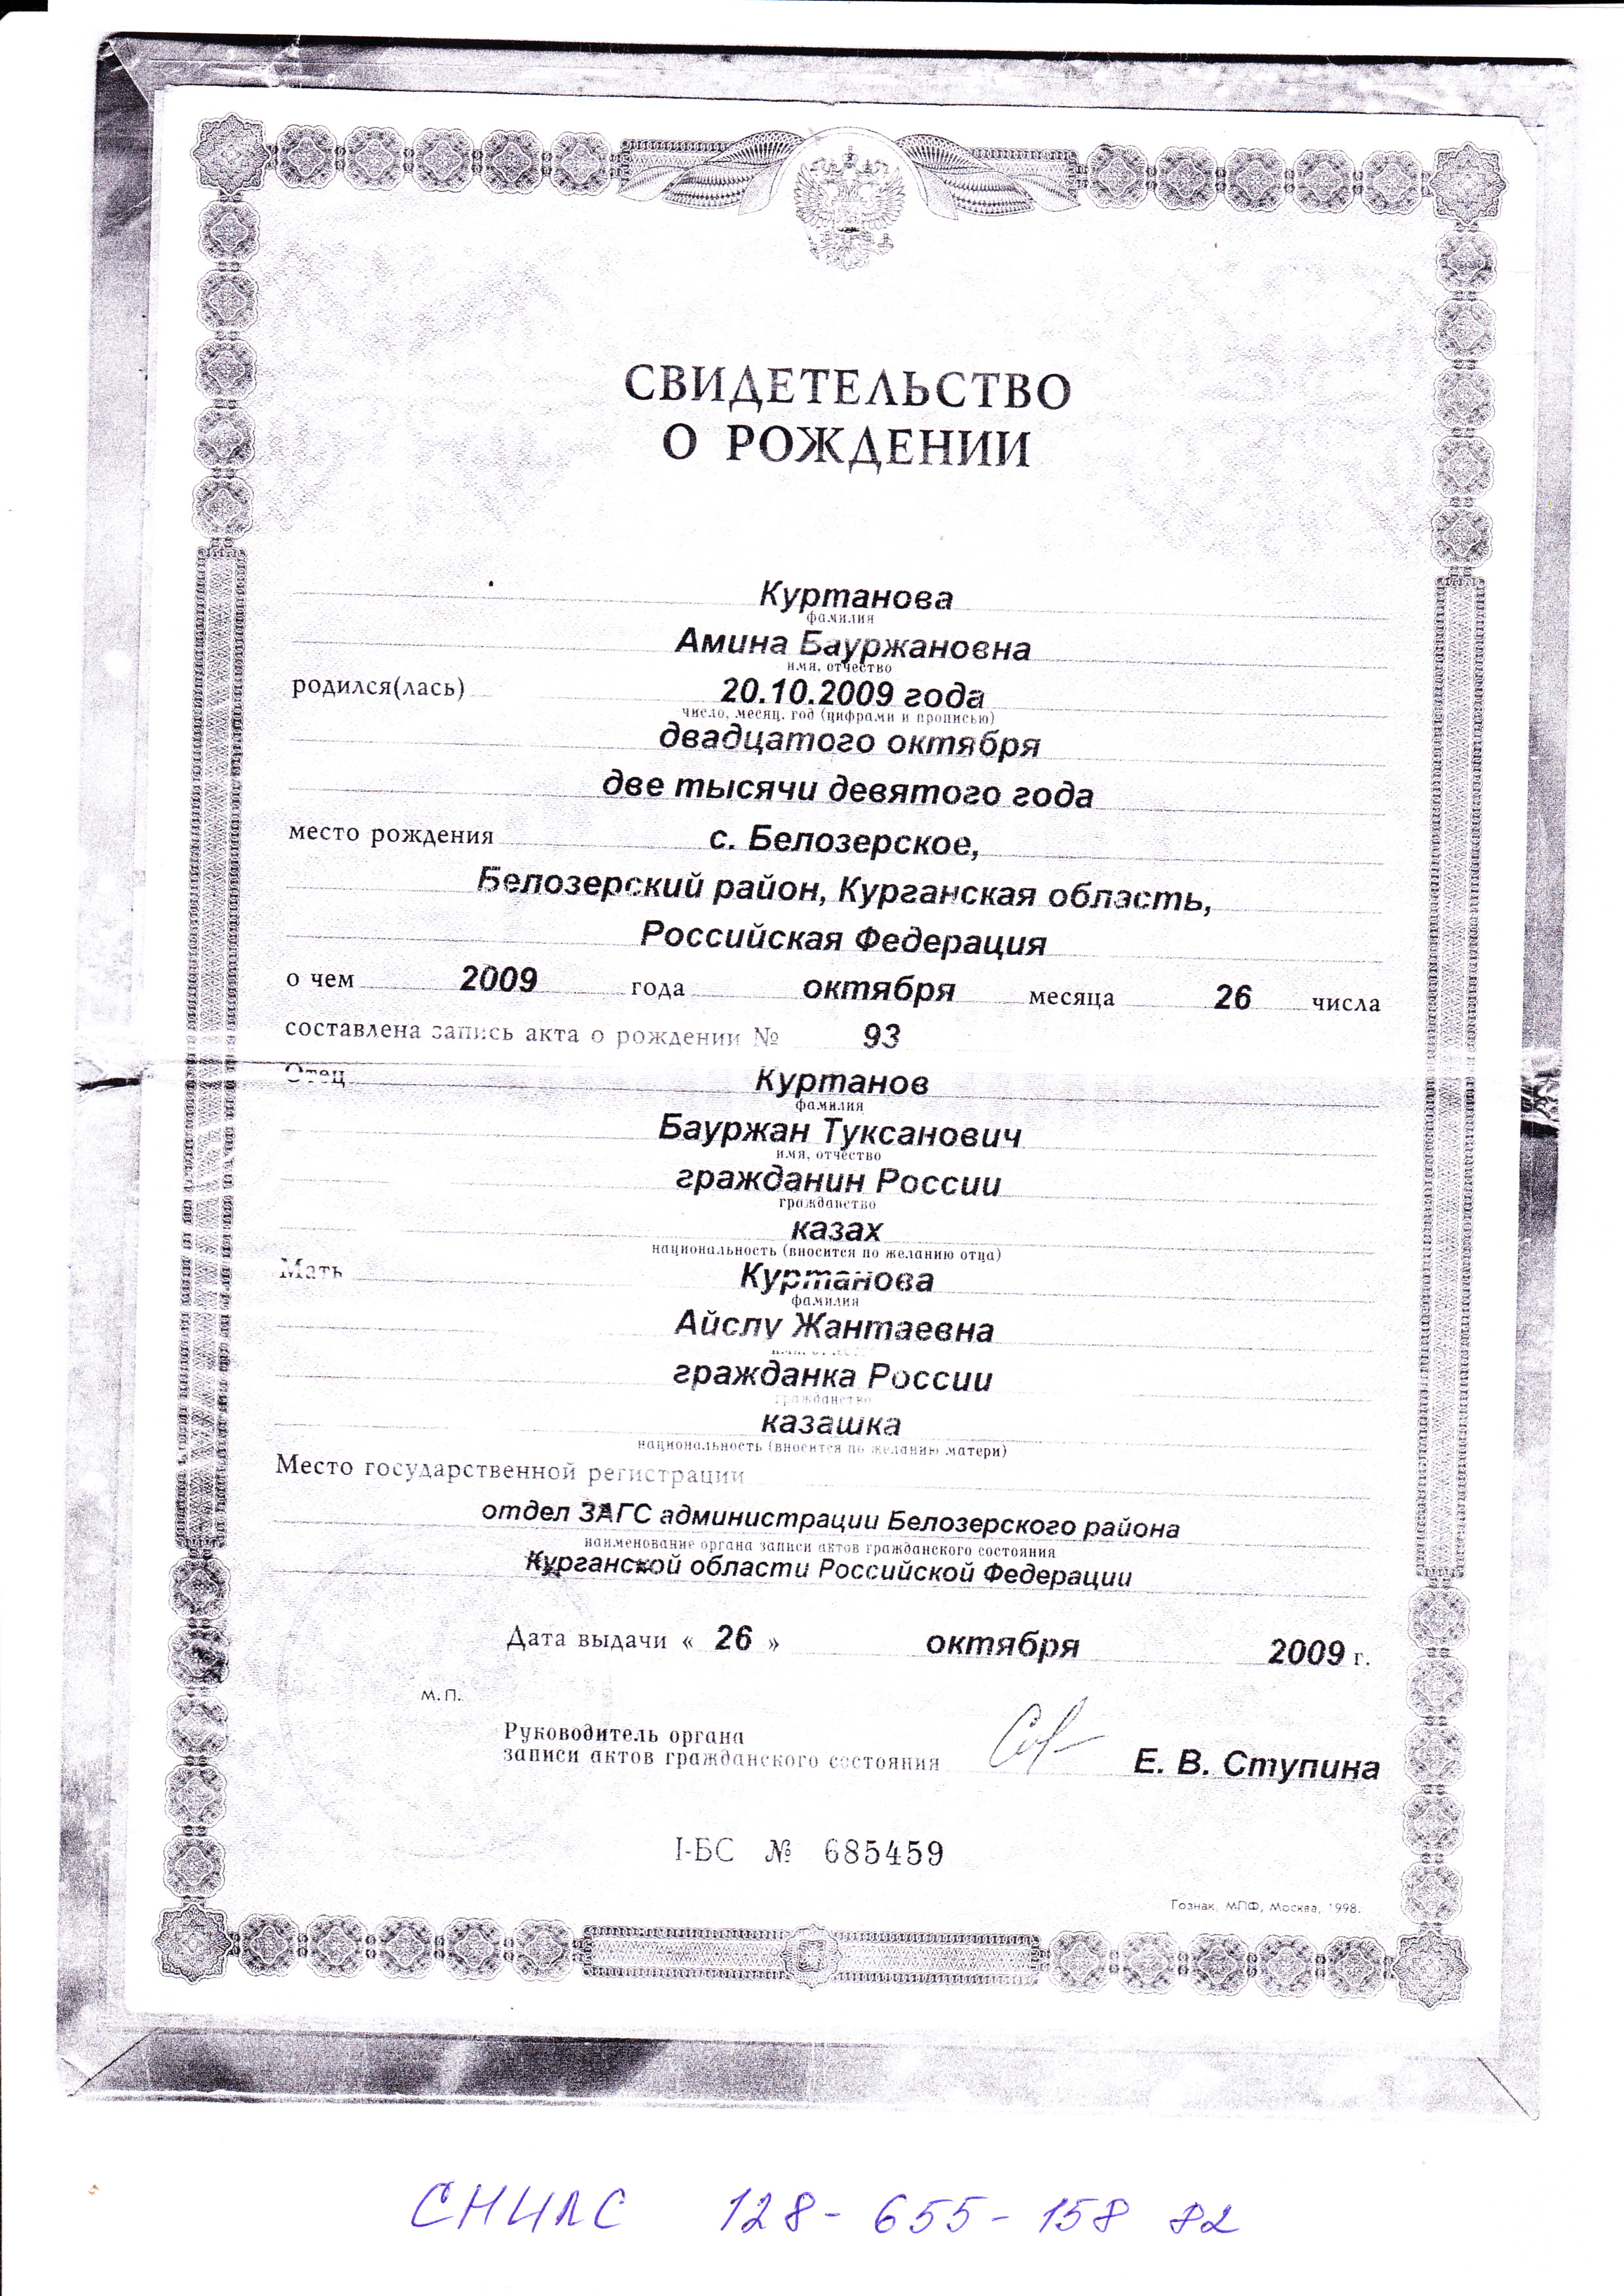 СВИДЕТЕЛЬСТВО
О РОЖДЕНИИ
Куртанова
фамилия
Амина Бауржановна
имя, отчество
родился(лась) 20.10.2009 года
число, месяц, год (цифрами и прописью)
двадцатого октября
две тысячи девятого года
место рождения с. Белозерское,
Белозерский район, Курганская область,
Российская Федерация
о чем 2009 года октября месяца 26 числа
составлена запись акта о рождении № 93
Отец Куртанов
фамилия
Бауржан Туксанович
имя, отчество
гражданин России
гражданство
казах
национальность (вносится по желанию отца)
Мать Куртанова
фамилия
Айслу Жантаевна
гражданка России
гражданство
казашка
национальность (вносится по желанию матери)
Место государственной регистрации
отдел ЗАГС администрации Белозерского района
наименование органа записи актов гражданского состояния
Курганской области Российской Федерации
Дата выдачи « 26 » октября 2009 г.
М.П.
Руководитель органа
записи актов гражданского состояния Е. В. Ступина
I-БС № 685459
Гознак, МПФ, Москва, 1998.
СНИЛС 128-655-158 82